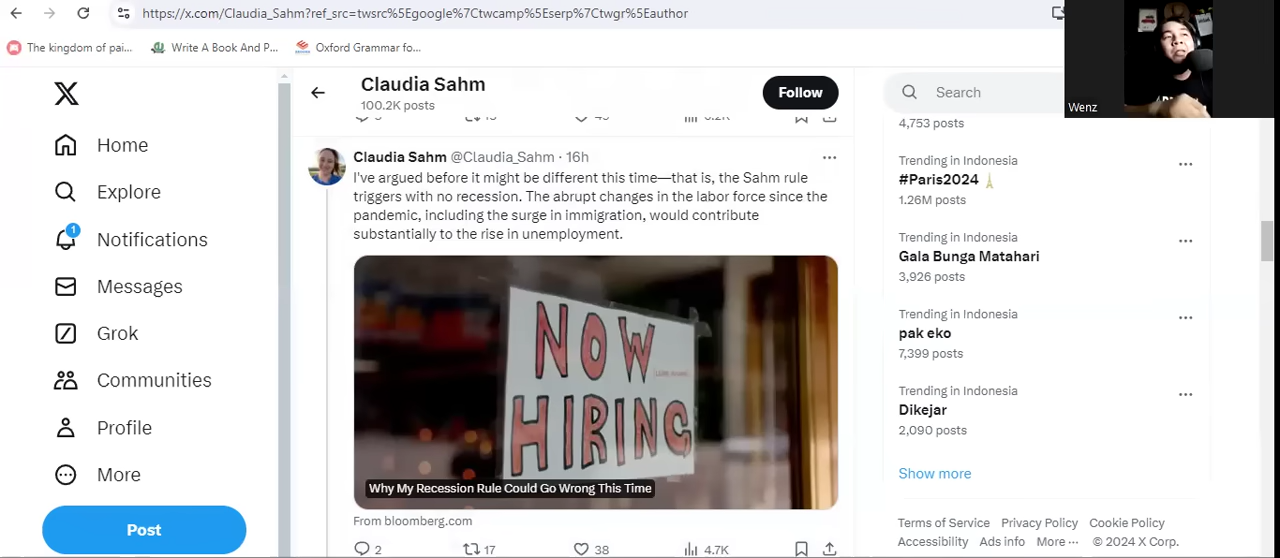 https://x.com/Claudia_Sahm?ref_src=twsrc%5Egoogle%7Ctwcamp%5Eserp%7Ctwgr%5Eauthor
The kingdom of pai...
Write A Book And P...
Oxford Grammar fo...
Wenz
Home
Explore
1
Notifications
Messages
Grok
Communities
Profile
More
Post
Claudia Sahm
100.2K posts
Follow
Claudia Sahm @Claudia_Sahm · 16h
I've argued before it might be different this time—that is, the Sahm rule
triggers with no recession. The abrupt changes in the labor force since the
pandemic, including the surge in immigration, would contribute
substantially to the rise in unemployment.
NOW
HIRING
Why My Recession Rule Could Go Wrong This Time
From bloomberg.com
2 17 38 4.7K
Search
4,753 posts
Trending in Indonesia
#Paris2024
1.26M posts
Trending in Indonesia
Gala Bunga Matahari
3,926 posts
Trending in Indonesia
pak eko
7,399 posts
Trending in Indonesia
Dikejar
2,090 posts
Show more
Terms of Service Privacy Policy Cookie Policy
Accessibility Ads info More ··· © 2024 X Corp.